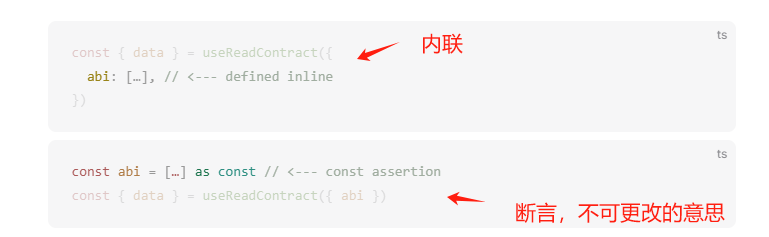 ts
const { data } = useReadContract({
内联
abi: […], // <--- defined inline
})
ts
const abi = […] as const // <--- const assertion
const { data } = useReadContract({ abi })
断言，不可更改的意思